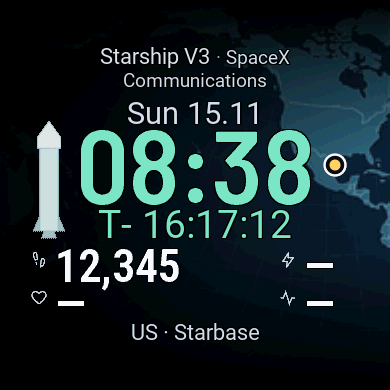 Starship V3 · SpaceX
Communications
Sun 15.11
08:38
T- 16:17:12
12,345 –
– –
US · Starbase